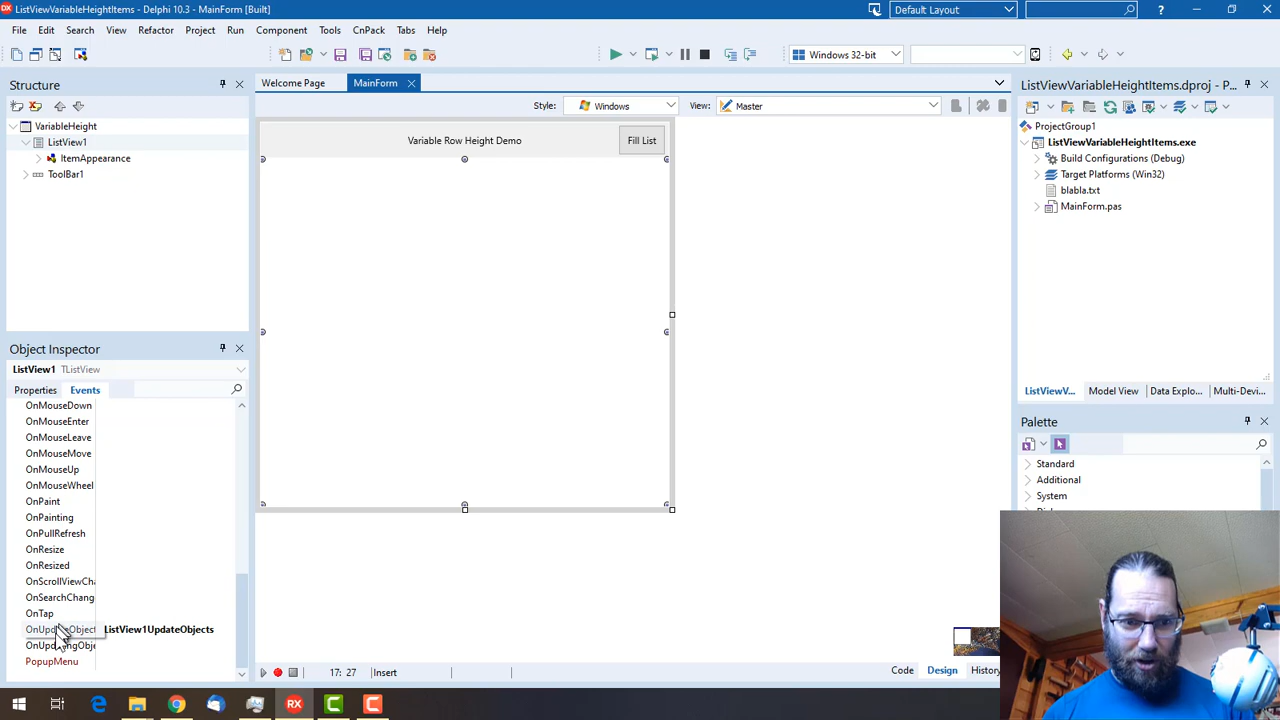 ListViewVariableHeightItems - Delphi 10.3 - MainForm [Built]
Default Layout
File Edit Search View Refactor Project Run Component CnPack Tools Tabs Help
Windows 32-bit
Structure
Welcome Page MainForm
ListViewVariableHeightItems.dproj - P...
Style: Windows View: Master
VariableHeight
ListView1
ItemAppearance
ToolBar1
Variable Row Height Demo Fill List
ProjectGroup1
ListViewVariableHeightItems.exe
Build Configurations (Debug)
Target Platforms (Win32)
blabla.txt
MainForm.pas
Object Inspector
ListView1 TListView
Properties Events
OnMouseDown
OnMouseEnter
OnMouseLeave
OnMouseMove
OnMouseUp
OnMouseWheel
OnPaint
OnPainting
OnPullRefresh
OnResize
OnResized
OnScrollViewCha
OnSearchChang
OnTap
ListView1UpdateObjects
PopupMenu
ListViewV... Model View Data Explo... Multi-Devi...
Palette
Standard
Additional
System
17: 27 Insert
Code Design History